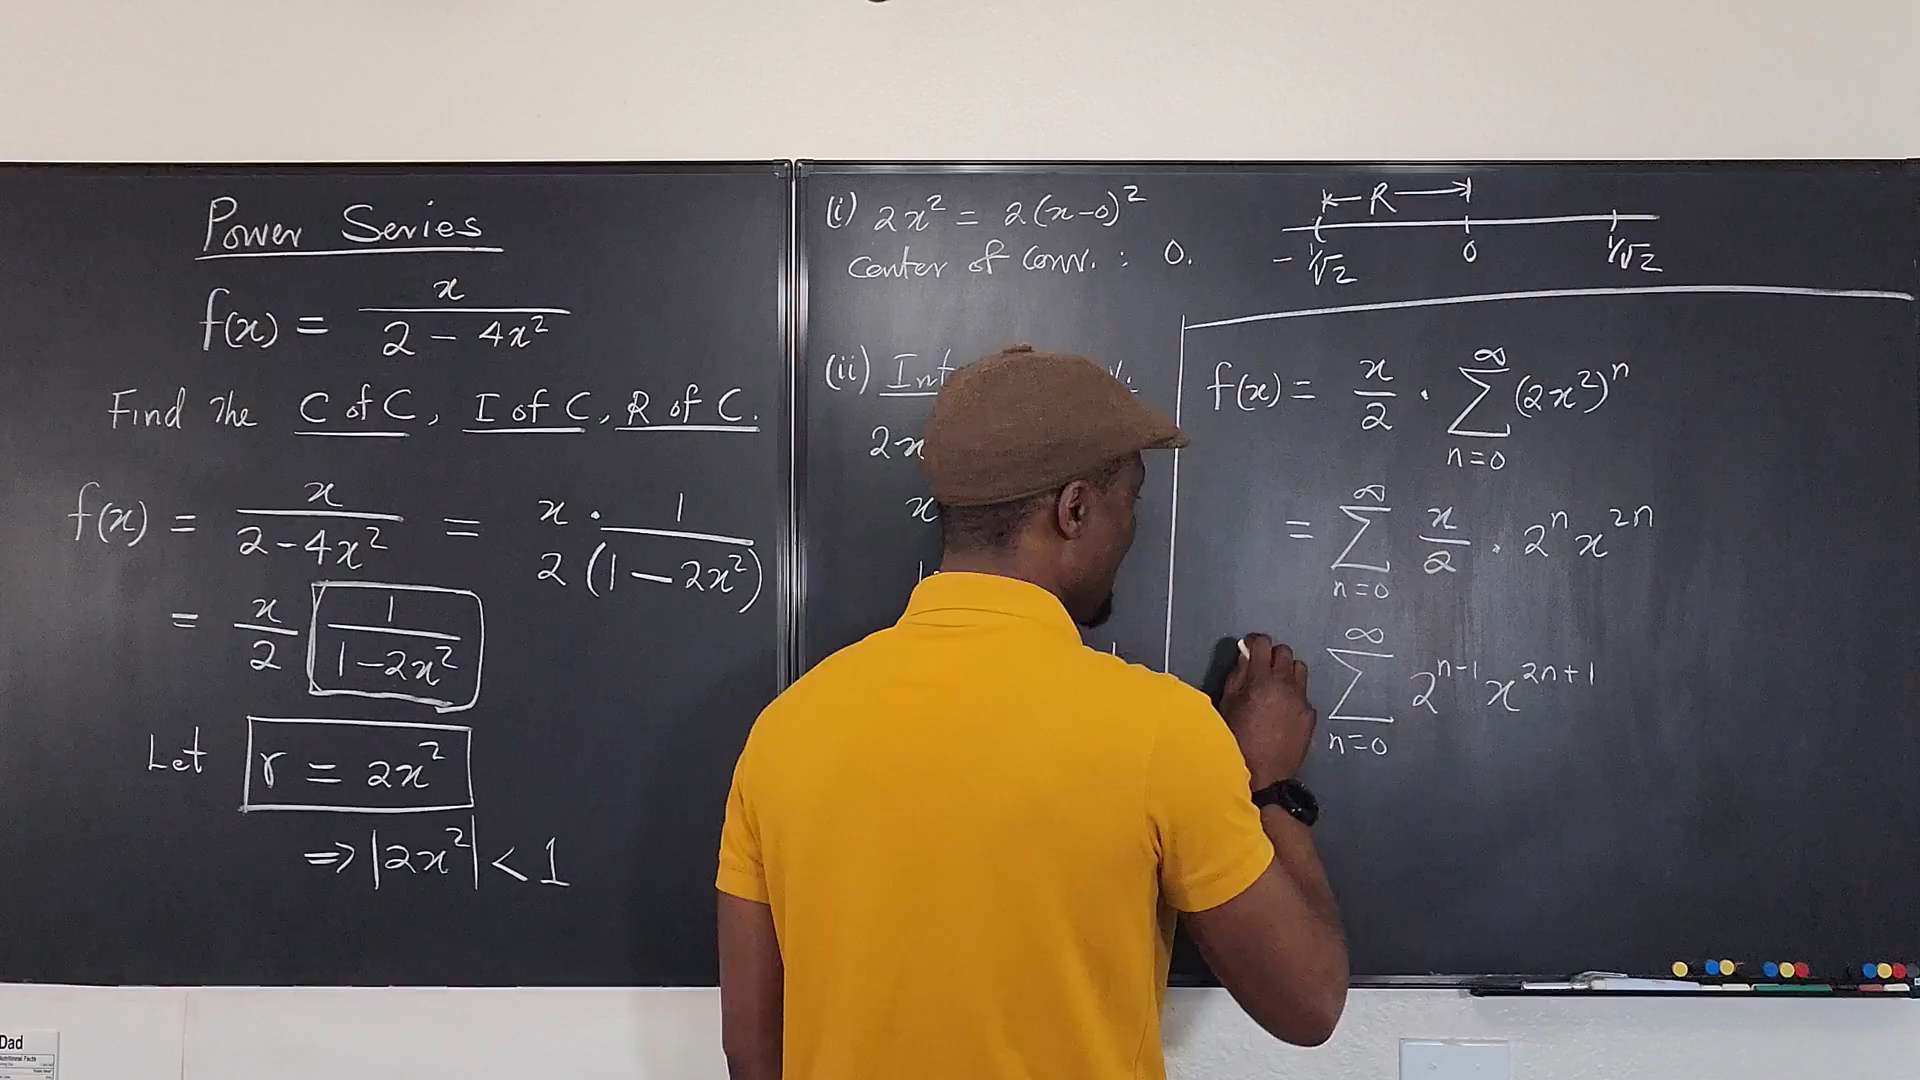 Power Series
f(x) = x / (2 - 4x²)
Find the C of C, I of C, R of C.
f(x) = x / (2-4x²) = x · 1 / 2(1-2x²)
= x/2 [1 / (1-2x²)]
Let r = 2x²
⇒ |2x²| < 1
(i) 2x² = 2(x-0)²
Center of Conv. : 0.
R
-1/√2 0 1/√2
(ii)
2x
x
f(x) = x/2 · ∑_{n=0}^{∞} (2x²)ⁿ
= ∑_{n=0}^{∞} x/2 · 2ⁿ x²ⁿ
∑_{n=0}^{∞} 2ⁿ⁻¹ x²ⁿ⁺¹
Dad